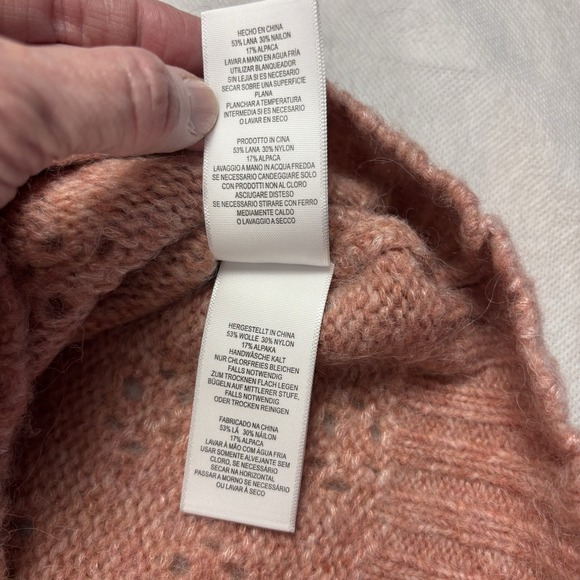 HECHO EN CHINA
53% LANA 30% NAILON
17% ALPACA
LAVAR A MANO EN AGUA FRÍA
UTILIZAR BLANQUEADOR
SIN LEJIA SI ES NECESARIO
SECAR SOBRE UNA SUPERFICIE
PLANA
PLANCHAR A TEMPERATURA
INTERMEDIA SI ES NECESARIO
O LAVAR EN SECO
PRODOTTO IN CINA
53% LANA 30% NYLON
17% ALPACA
LAVAGGIO A MANO IN ACQUA FREDDA
SE NECESSARIO CANDEGGIARE SOLO
CON PRODOTTI NON AL CLORO
ASCIUGARE DISTESO
SE NECESSARIO STIRARE CON FERRO
MEDIAMENTE CALDO
O LAVAGGIO A SECCO
HERGESTELLT IN CHINA
53% WOLLE 30% NYLON
17% ALPAKA
HANDWÄSCHE KALT
NUR CHLORFREIES BLEICHEN
FALLS NOTWENDIG
ZUM TROCKNEN FLACH LEGEN
BÜGELN AUF MITTLERER STUFE,
FALLS NOTWENDIG
ODER TROCKEN REINIGEN
FABRICADO NA CHINA
53% LÃ 30% NÁILON
17% ALPACA
LAVAR À MÃO COM ÁGUA FRIA
USAR SOMENTE ALVEJANTE SEM
CLORO, SE NECESSÁRIO
SECAR NA HORIZONTAL
PASSAR A MORNO SE NECESSÁRIO
OU LAVAR À SECO